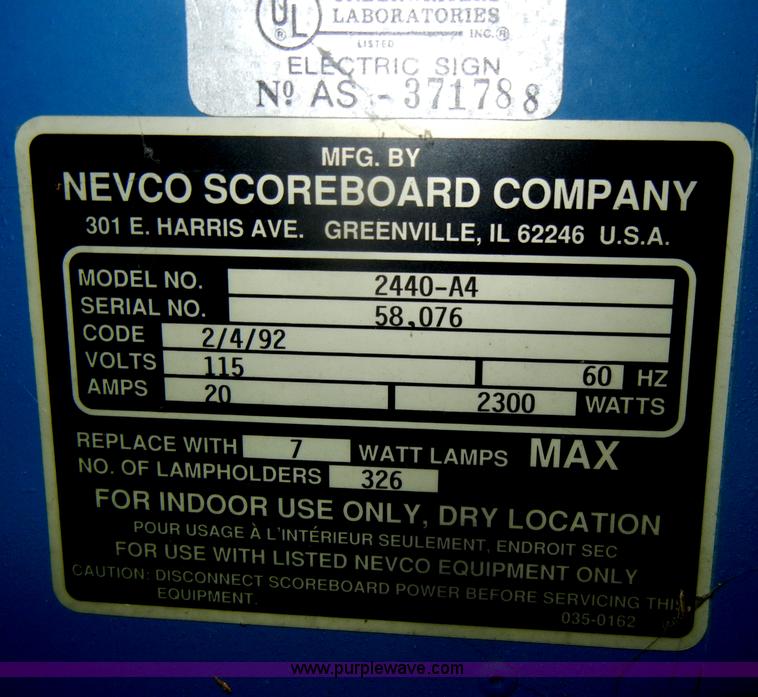 UL
®
LABORATORIES
LISTED INC.®
ELECTRIC SIGN
Nº AS - 371788
MFG. BY
NEVCO SCOREBOARD COMPANY
301 E. HARRIS AVE. GREENVILLE, IL 62246 U.S.A.
MODEL NO. 2440-A4
SERIAL NO. 58,076
CODE 2/4/92
VOLTS 115 60 HZ
AMPS 20 2300 WATTS
REPLACE WITH 7 WATT LAMPS MAX
NO. OF LAMPHOLDERS 326
FOR INDOOR USE ONLY, DRY LOCATION
POUR USAGE À L'INTÉRIEUR SEULEMENT, ENDROIT SEC
FOR USE WITH LISTED NEVCO EQUIPMENT ONLY
CAUTION: DISCONNECT SCOREBOARD POWER BEFORE SERVICING THIS
EQUIPMENT.
035-0162
www.purplewave.com